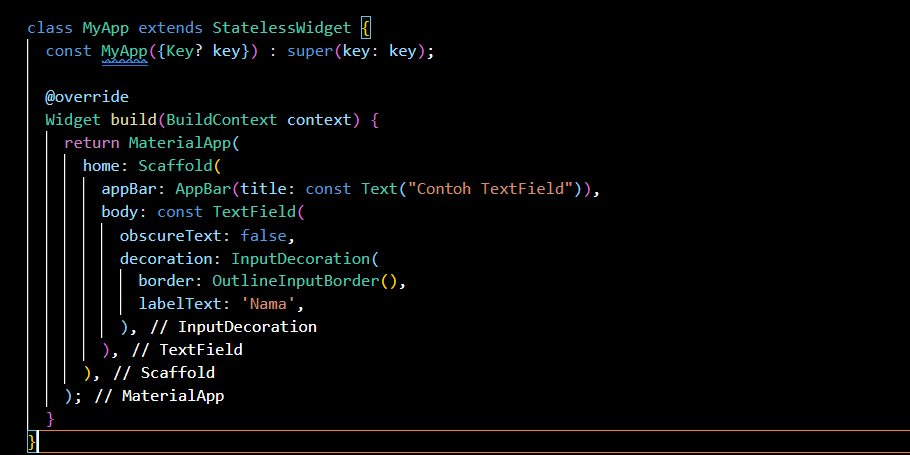 class MyApp extends StatelessWidget {
const MyApp({Key? key}) : super(key: key);
@override
Widget build(BuildContext context) {
return MaterialApp(
home: Scaffold(
appBar: AppBar(title: const Text("Contoh TextField")),
body: const TextField(
obscureText: false,
decoration: InputDecoration(
border: OutlineInputBorder(),
labelText: 'Nama',
), // InputDecoration
), // TextField
), // Scaffold
); // MaterialApp
}
}